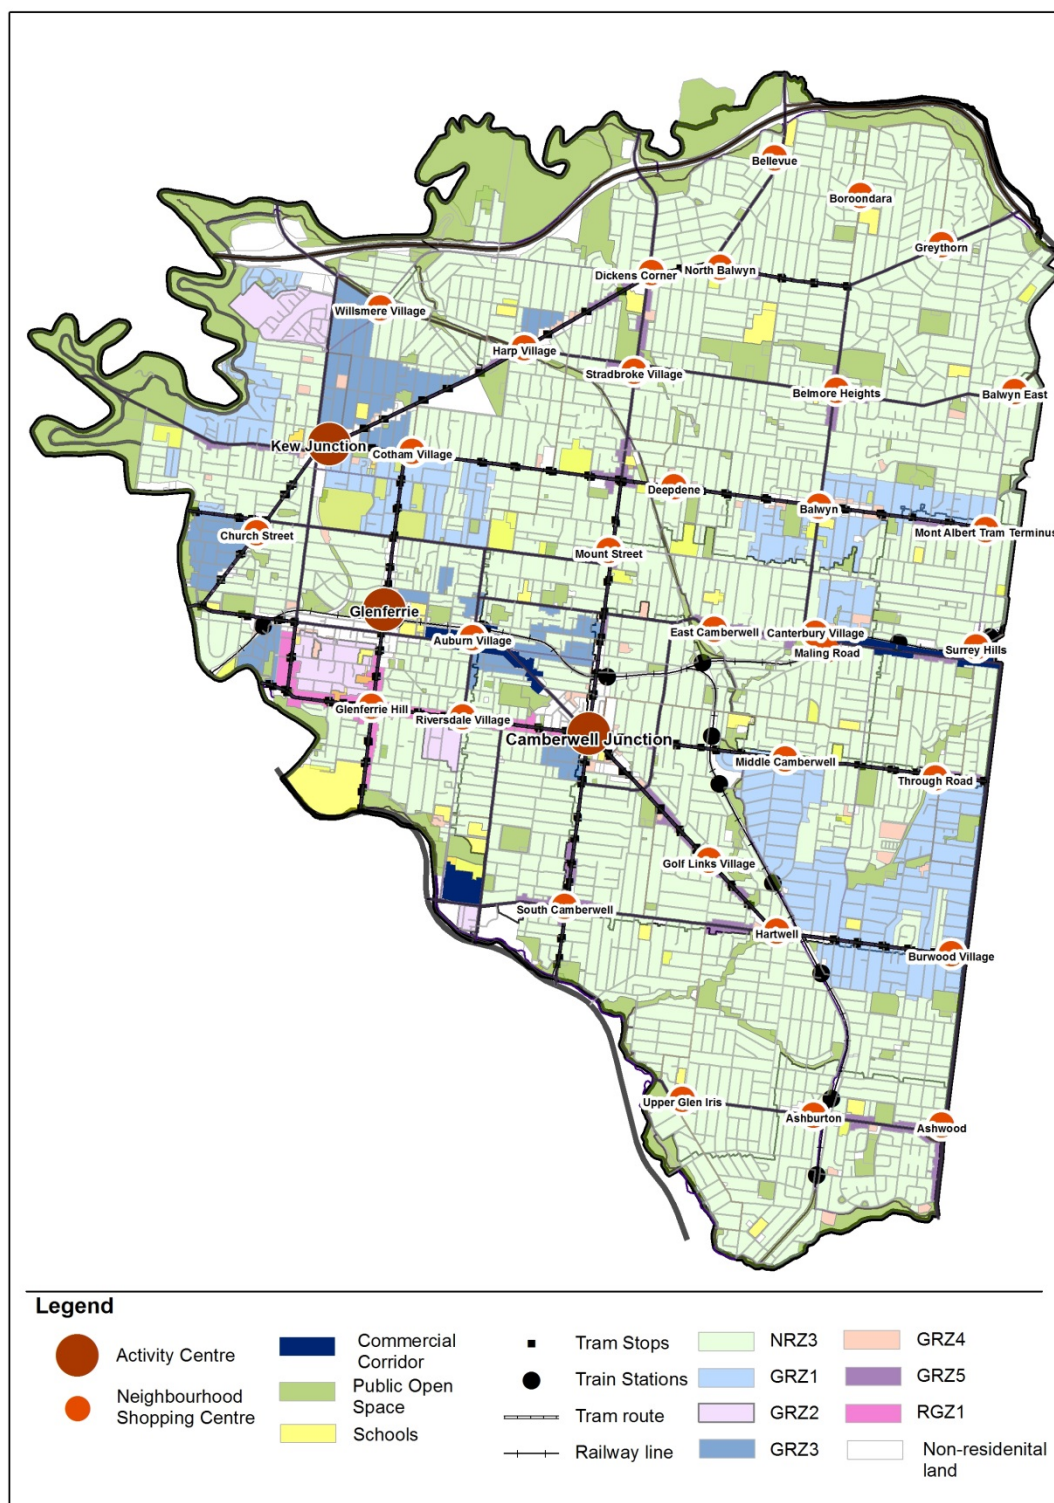 Bellevue
Boroondara
Greythorn
Dickens Corner
North Balwyn
Willsmere Village
Harp Village
Stradbroke Village
Belmore Heights
Balwyn East
Kew Junction
Cotham Village
Deepdene
Balwyn
Church Street
Mont Albert Tram Terminus
Mount Street
Glenferrie
Auburn Village
East Camberwell
Canterbury Village
Maling Road
Surrey Hills
Glenferrie Hill
Riversdale Village
Camberwell Junction
Middle Camberwell
Through Road
Golf Links Village
South Camberwell
Hartwell
Burwood Village
Upper Glen Iris
Ashburton
Ashwood
Legend
Activity Centre
Neighbourhood
Shopping Centre
Commercial
Corridor
Public Open
Space
Schools
Tram Stops
Train Stations
Tram route
Railway line
NRZ3
GRZ1
GRZ2
GRZ3
GRZ4
GRZ5
RGZ1
Non-residenital
land